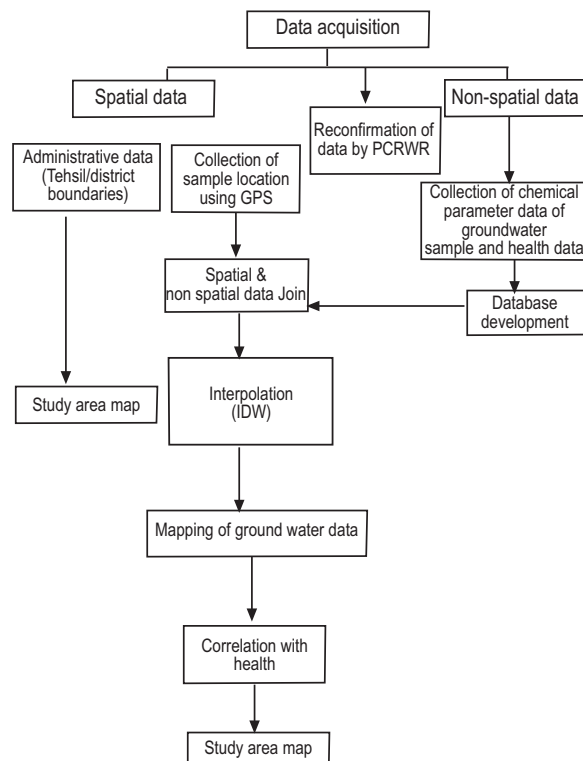 Data acquisition
Spatial data
Non-spatial data
Reconfirmation of
data by PCRWR
Administrative data
(Tehsil/district
boundaries)
Collection of
sample location
using GPS
Collection of chemical
parameter data of
groundwater
sample and health data
Spatial &
non spatial data Join
Database
development
Study area map
Interpolation
(IDW)
Mapping of ground water data
Correlation with
health
Study area map